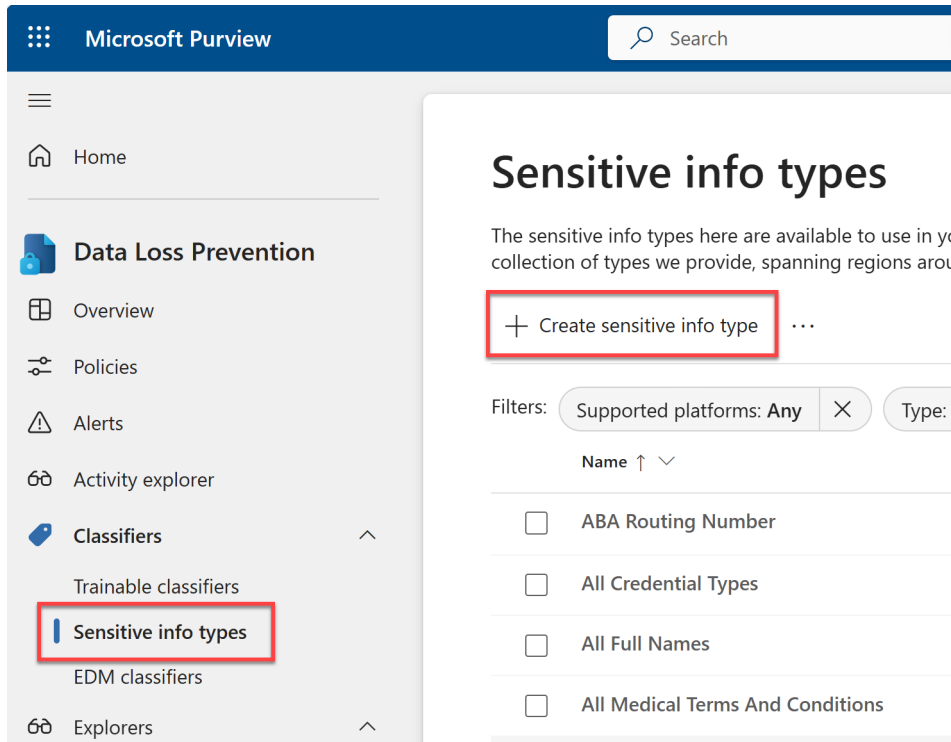 Microsoft Purview
Search
Home
Data Loss Prevention
Overview
Policies
Alerts
Activity explorer
Classifiers
Trainable classifiers
Sensitive info types
EDM classifiers
Explorers
Sensitive info types
The sensitive info types here are available to use in
collection of types we provide, spanning regions
+ Create sensitive info type ...
Filters: Supported platforms: Any Type:
Name ↑
ABA Routing Number
All Credential Types
All Full Names
All Medical Terms And Conditions